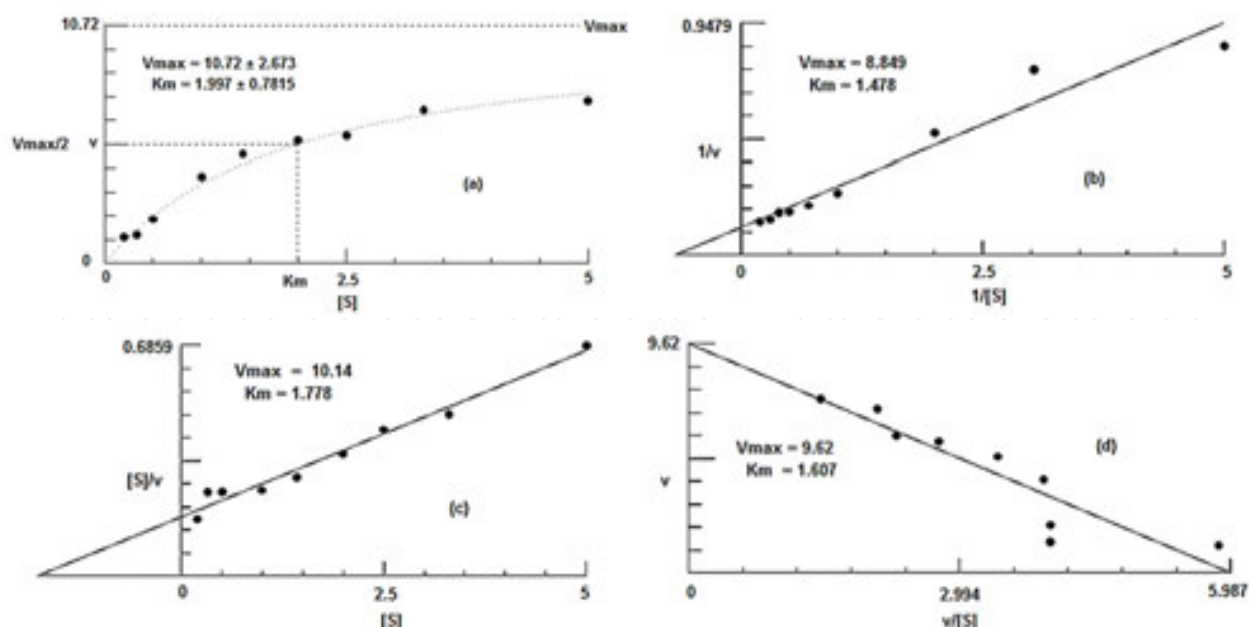 10.72
Vmax
Vmax = 10.72 ± 2.673
Km = 1.997 ± 0.7815
Vmax/2
v
(a)
0
0
Km
2.5
5
[S]
0.9479
Vmax = 8.849
Km = 1.478
1/v
(b)
0
2.5
5
1/[S]
0.6859
Vmax = 10.14
Km = 1.778
[S]/v
(c)
0
2.5
5
[S]
9.62
Vmax = 9.62
Km = 1.607
(d)
v
0
2.994
5.987
v/[S]